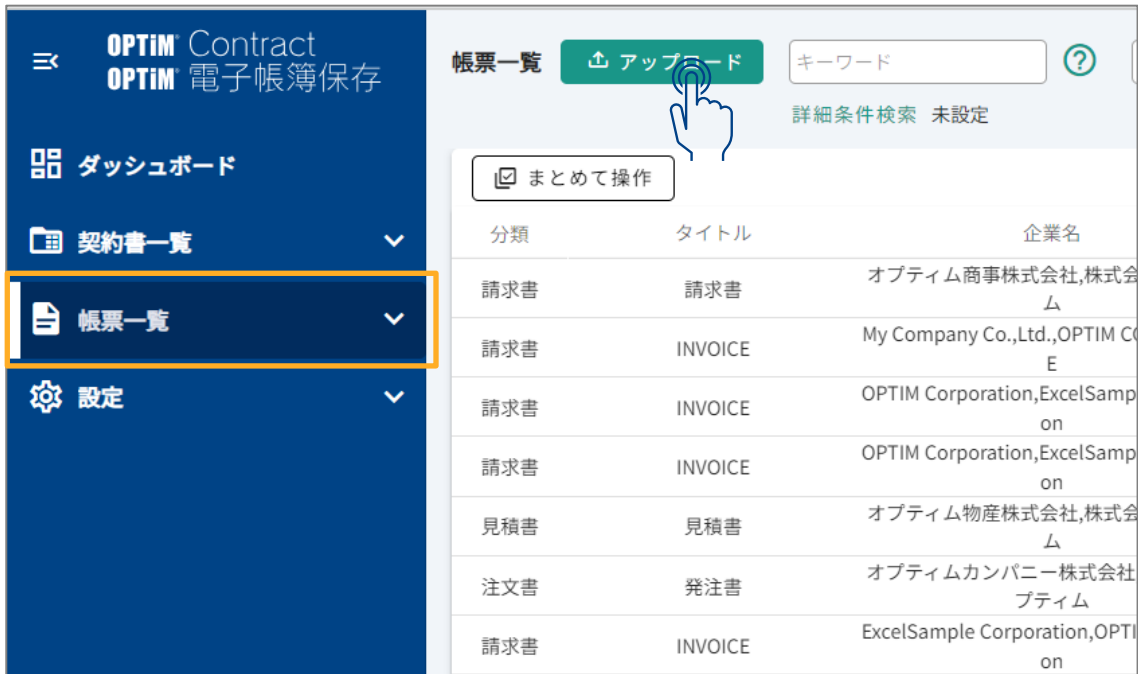 OPTiM Contract
OPTiM 電子帳簿保存
ダッシュボード
契約書一覧
帳票一覧
設定
帳票一覧 アップロード キーワード
詳細条件検索 未設定
まとめて操作
分類 タイトル 企業名
請求書 請求書 オプティム商事株式会社,株式会
ム
請求書 INVOICE My Company Co.,Ltd.,OPTIM
E
請求書 INVOICE OPTIM Corporation,ExcelSamp
on
請求書 INVOICE OPTIM Corporation,ExcelSamp
on
見積書 見積書 オプティム物産株式会社,株式会
ム
注文書 発注書 オプティムカンパニー株式会社
プティム
請求書 INVOICE ExcelSample Corporation,OPTI
on